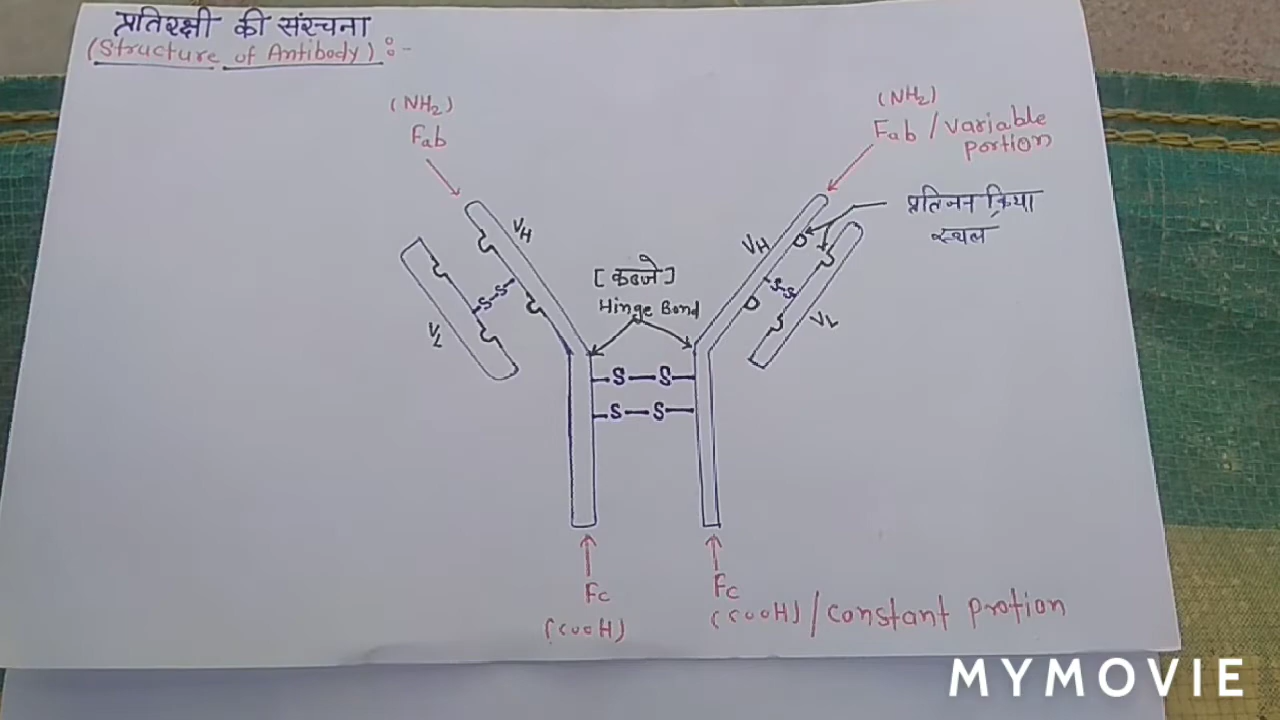 प्रतिरक्षी की संरचना
(Structure of Antibody) :-
(NH2)
Fab
(NH2)
Fab / Variable
portion
प्रतिजन क्रिया
स्थल
VH
VH
[कब्जे]
Hinge Bond
S-S
S-S
VL
VL
S-S
S-S
Fc
(COOH)
Fc
(COOH) / constant protion
MYMOVIE